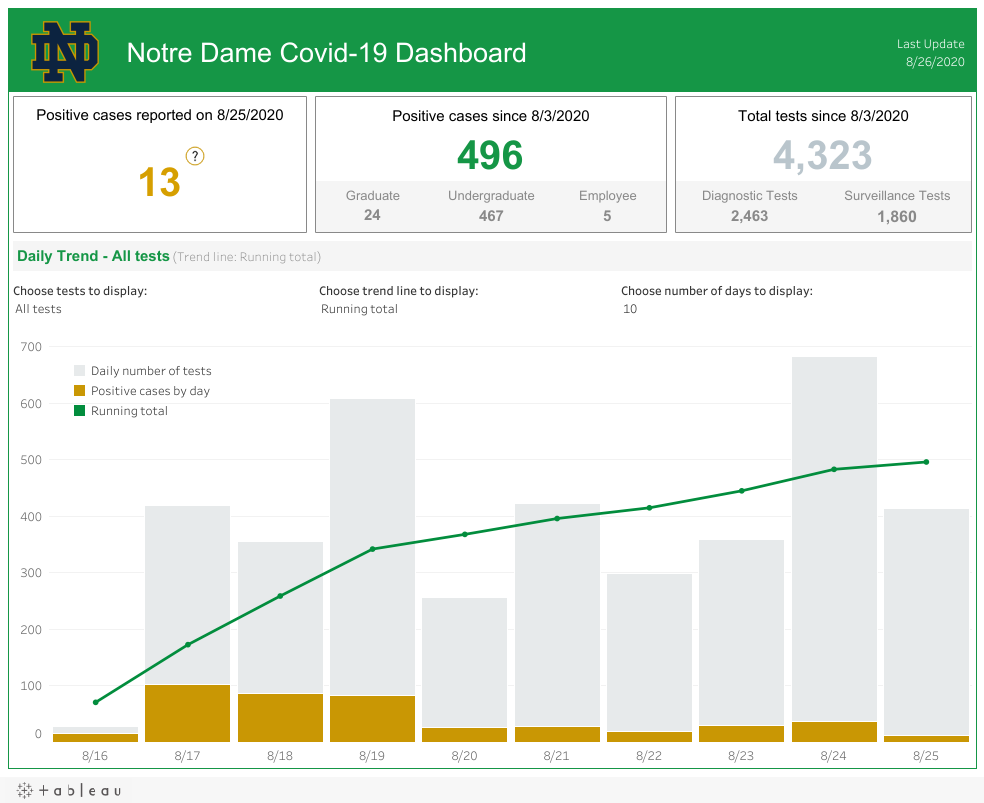 ND
Notre Dame Covid-19 Dashboard
Last Update
8/26/2020
Positive cases reported on 8/25/2020
?
13
Positive cases since 8/3/2020
496
Graduate Undergraduate Employee
24 467 5
Total tests since 8/3/2020
4,323
Diagnostic Tests Surveillance Tests
2,463 1,860
Daily Trend - All tests (Trend line: Running total)
Choose tests to display: Choose trend line to display: Choose number of days to display:
All tests Running total 10
700
Daily number of tests
Positive cases by day
600
Running total
500
400
300
200
100
0
8/16 8/17 8/18 8/19 8/20 8/21 8/22 8/23 8/24 8/25
+ a b l e a u